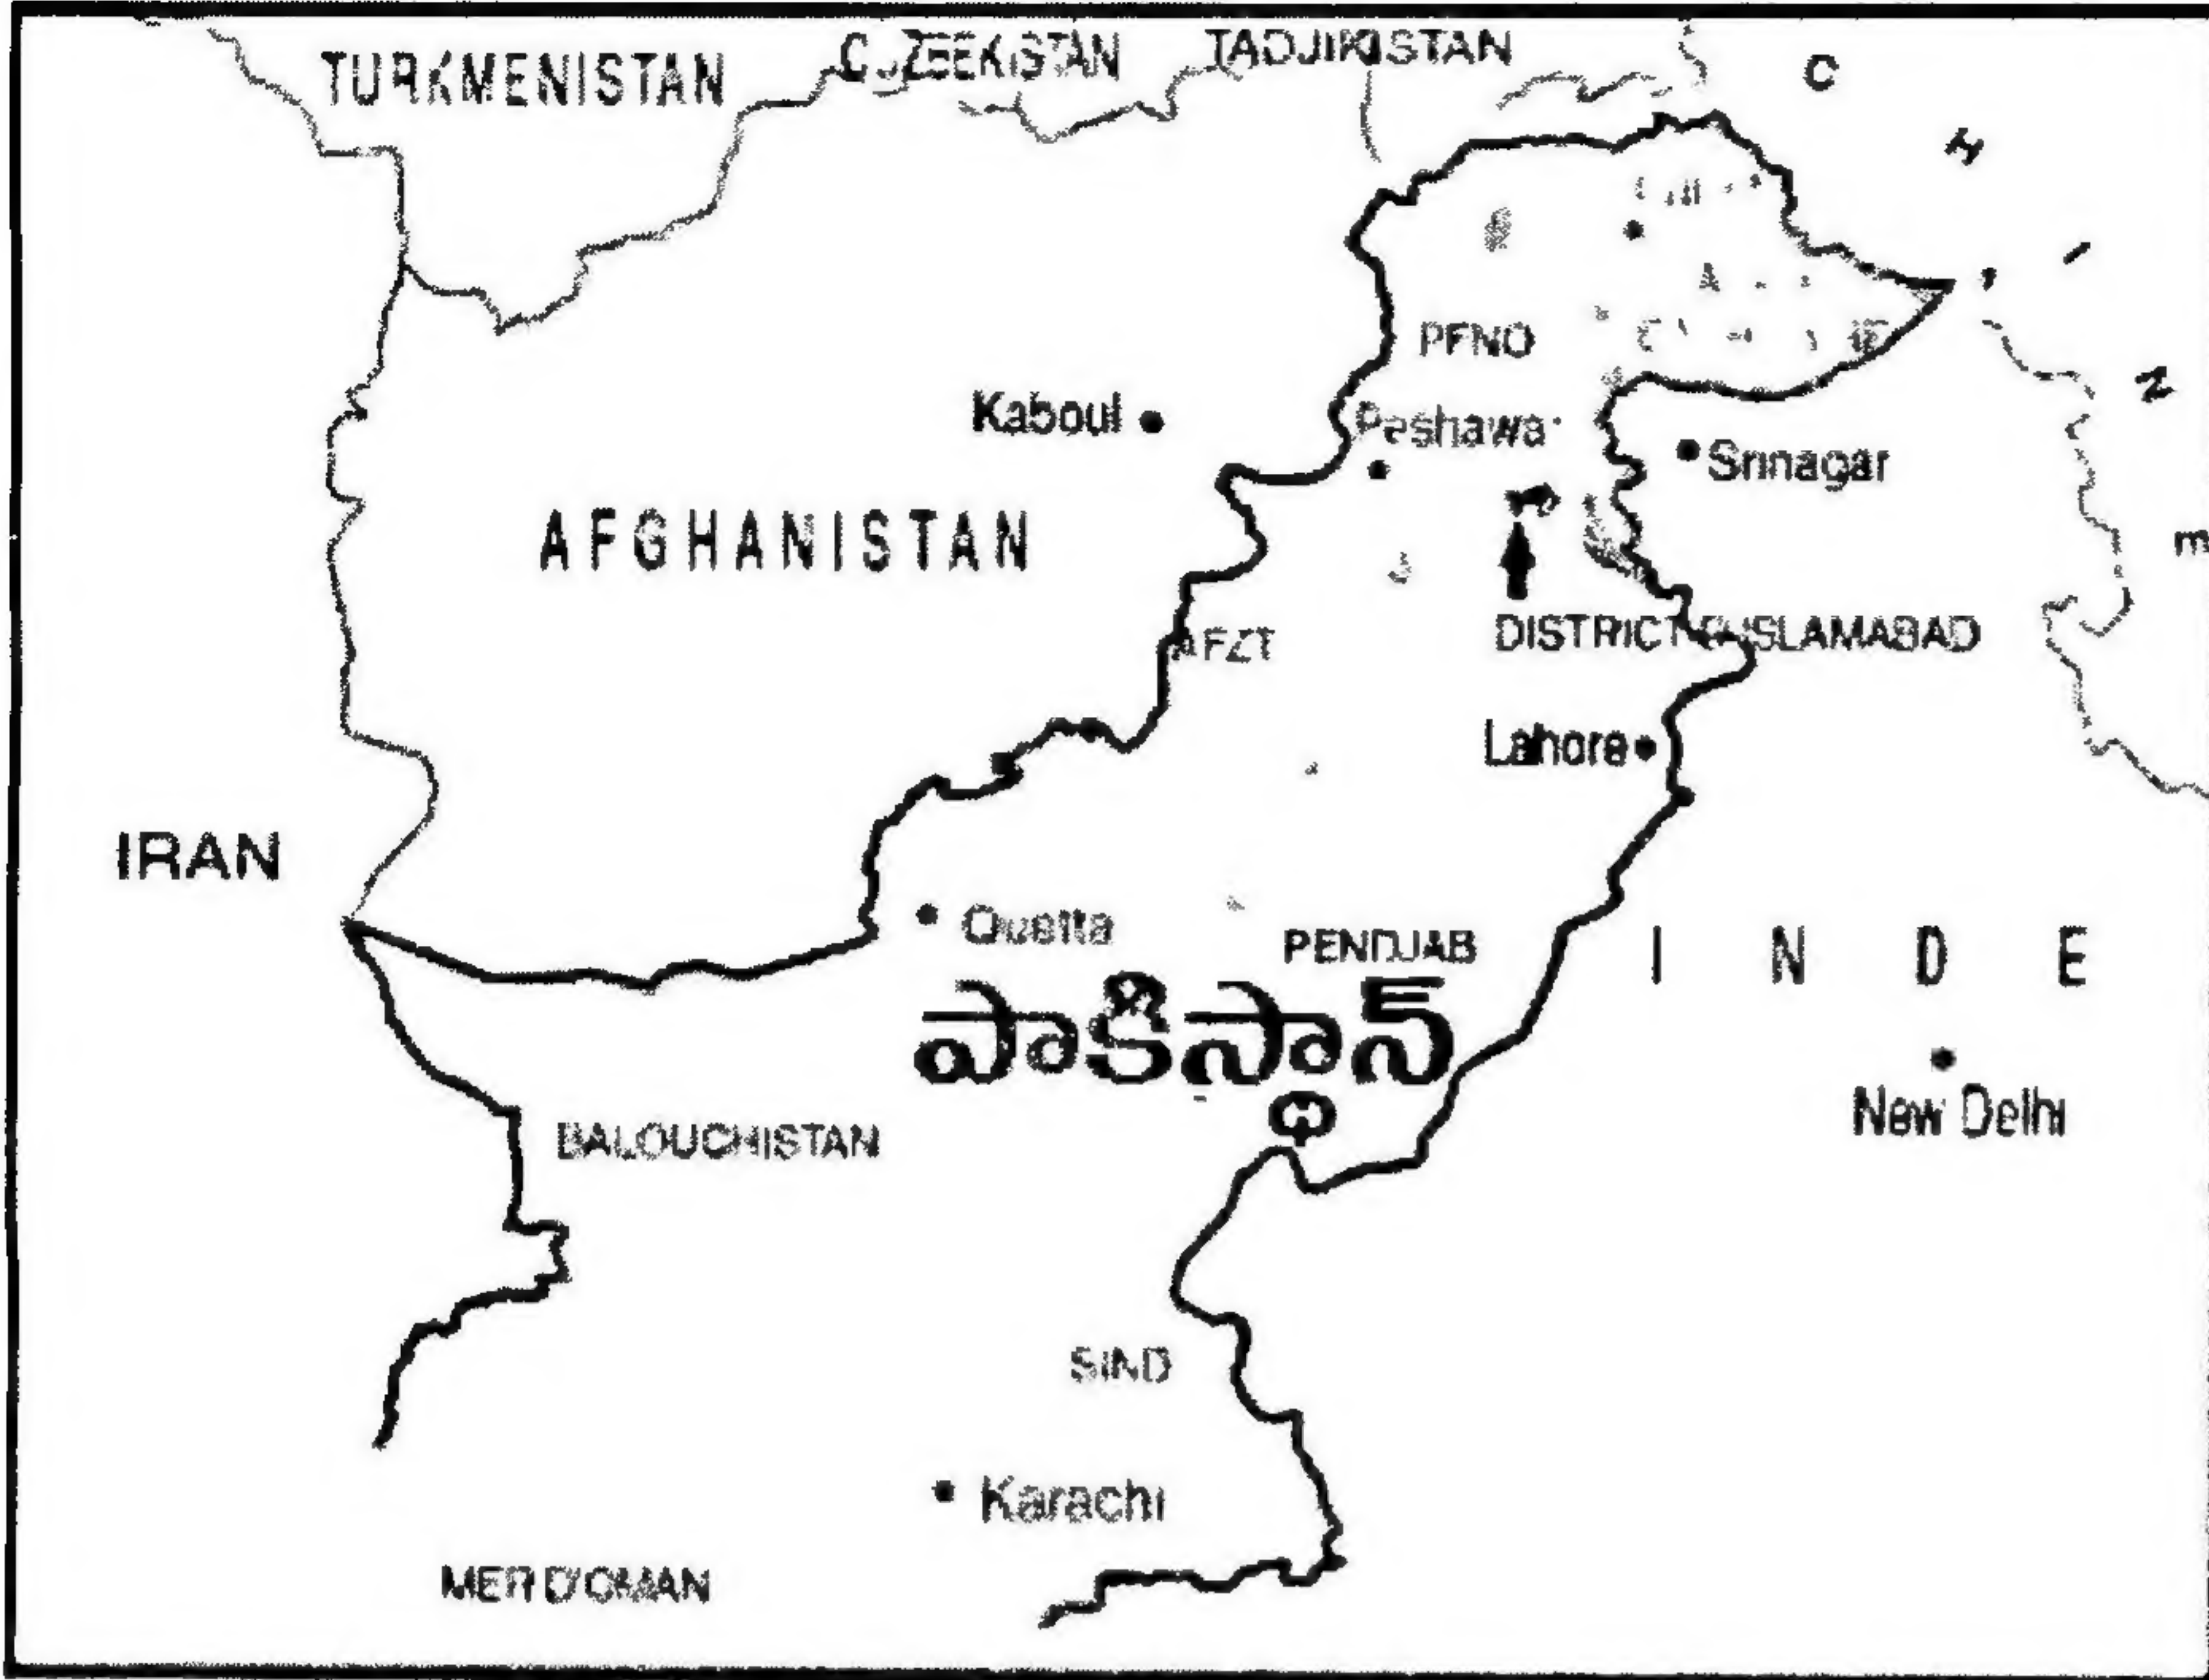 TURKMENISTAN
TADJIKISTAN
C H I N
PFNO
Kaboul
Peshawa
Srinagar
AFGHANISTAN
AFZT
DISTRICT D'ISLAMABAD
Lahore
IRAN
Quetta
PENDJAB
I N D E
పాకిస్థాన్
New Delhi
BALOUCHISTAN
SIND
Karachi
MER D'OMAN